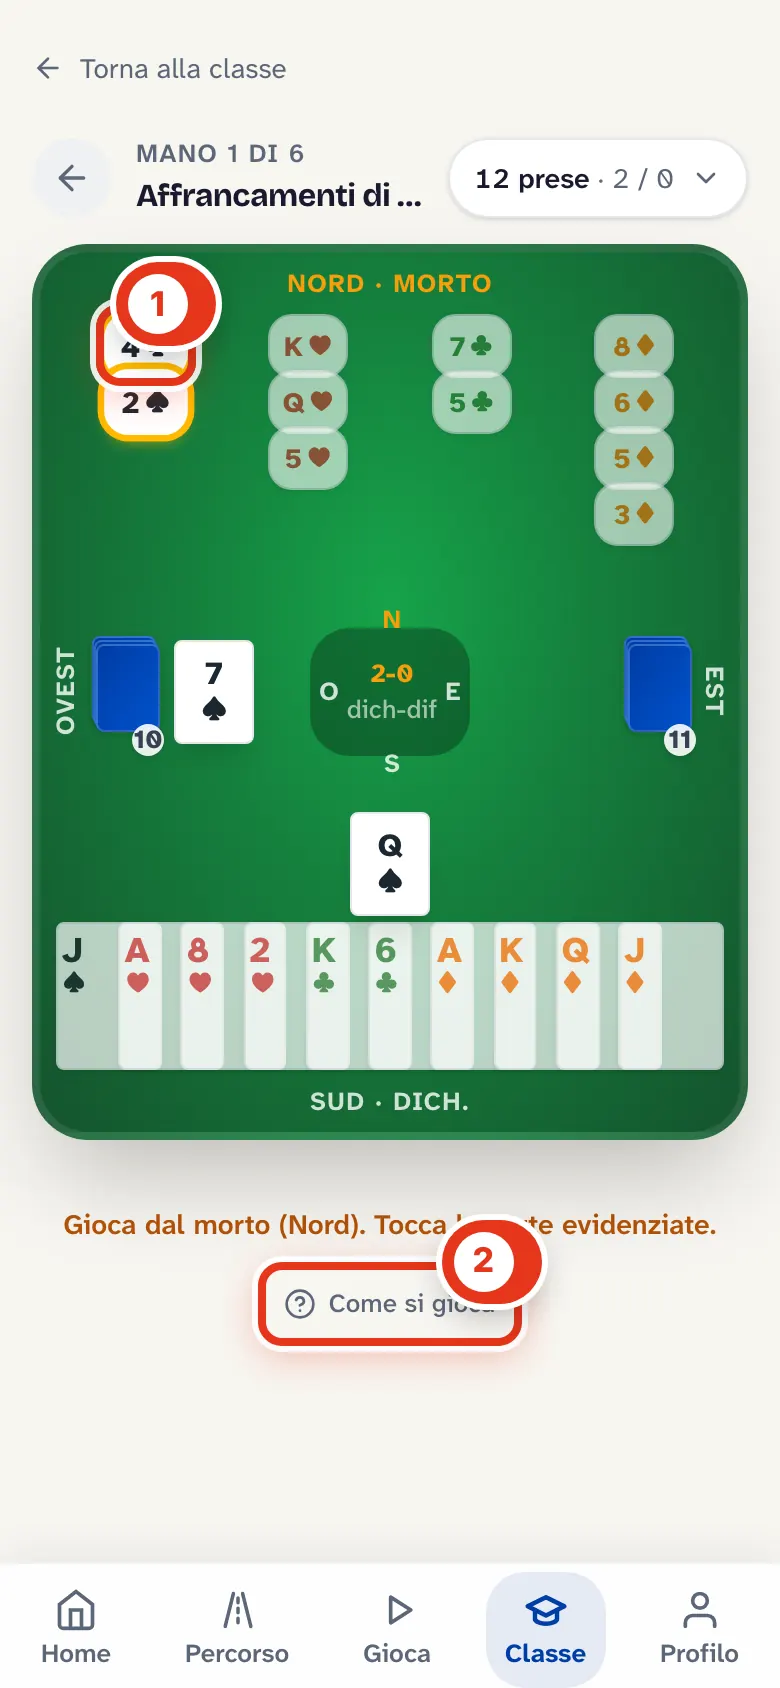 Torna alla classe
MANO 1 DI 6
Affrancamenti di ...
12 prese · 2 / 0
NORD · MORTO
1
4
2♠
K♥
Q♥
5♥
7♣
5♣
8♦
6♦
5♦
3♦
N
OVEST
10
7♠
O
2-0
E
dich-dif
S
EST
11
Q♠
J♠ A♥ 8♥ 2♥ K♣ 6♣ A♦ K♦ Q♦ J♦
SUD · DICH.
Gioca dal morto (Nord). Tocca evidenziate.
2
Come si
Home
Percorso
Gioca
Classe
Profilo